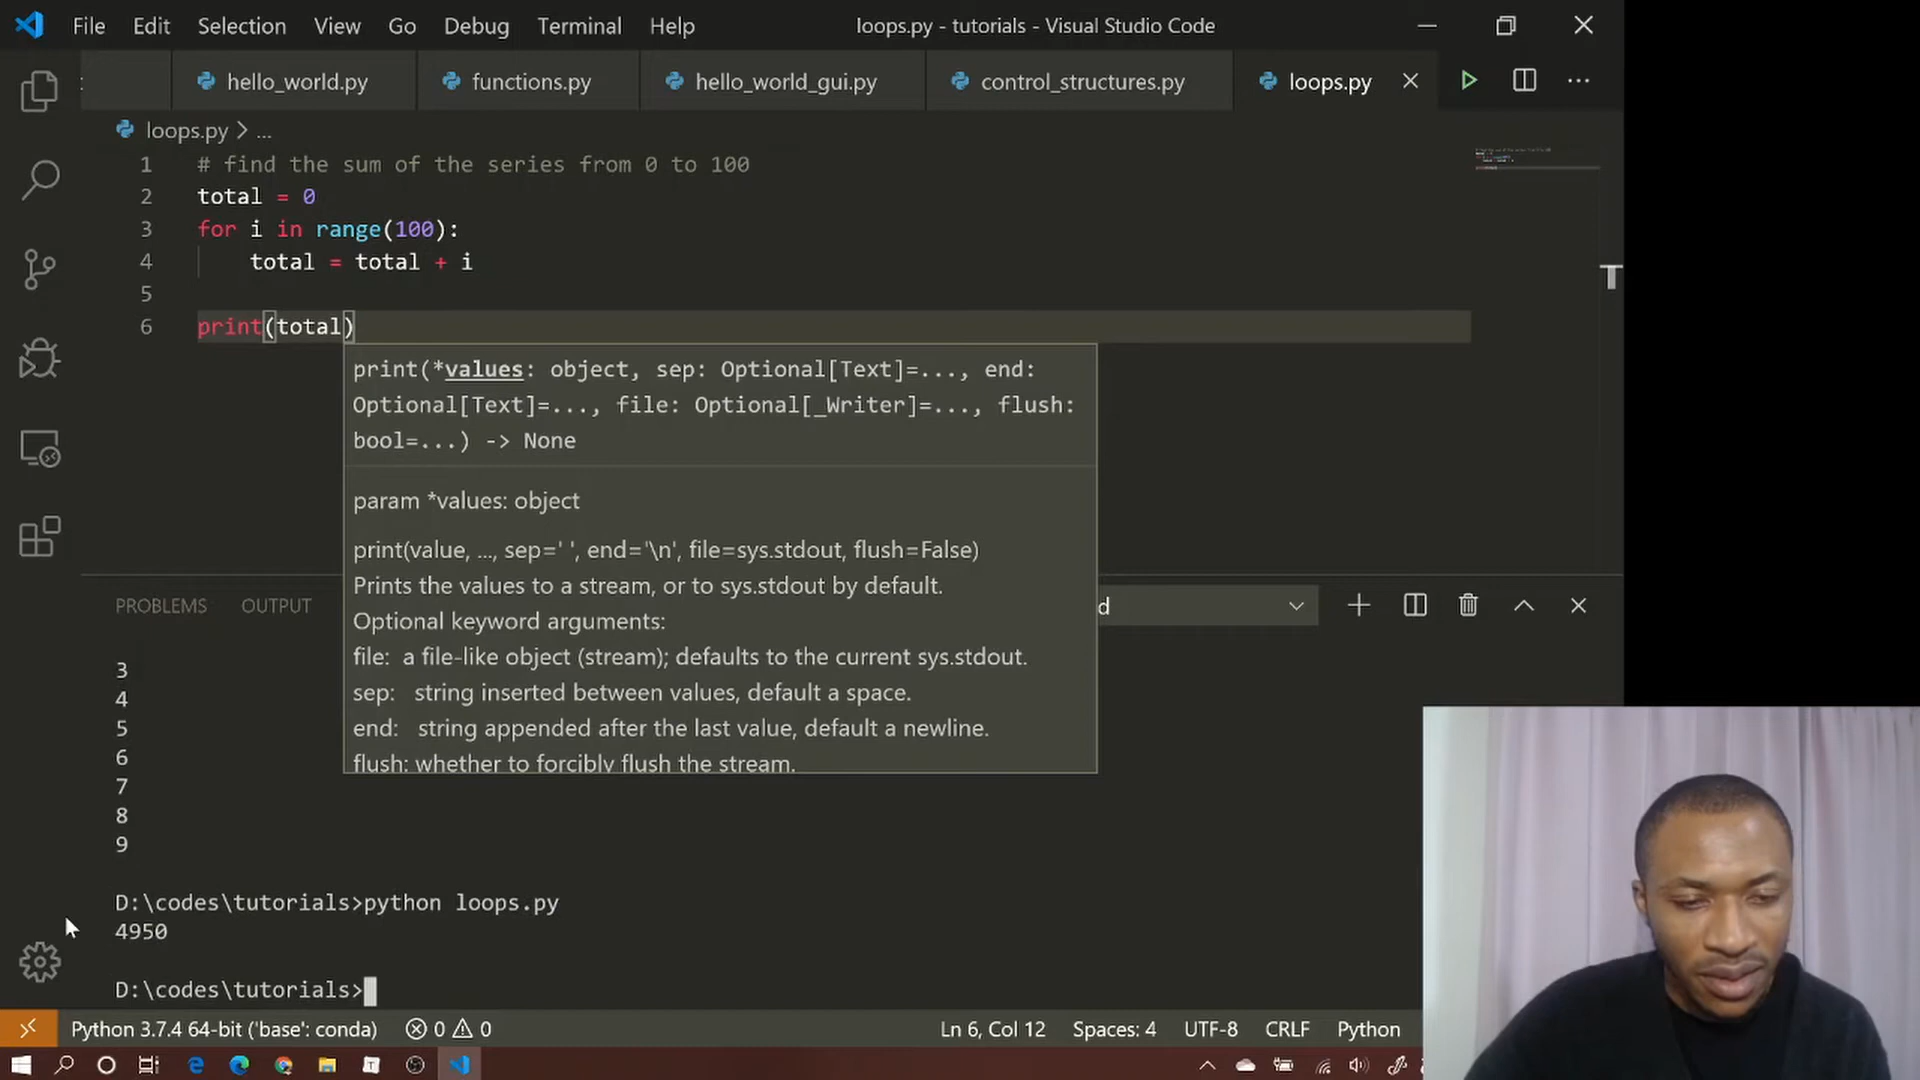 File Edit Selection View Go Debug Terminal Help loops.py - tutorials - Visual Studio Code
hello_world.py functions.py hello_world_gui.py control_structures.py loops.py
loops.py > ...
1 # find the sum of the series from 0 to 100
2 total = 0
3 for i in range(100):
4 total = total + i
5
6 print(total)
print(*values: object, sep: Optional[Text]=..., end:
Optional[Text]=..., file: Optional[_Writer]=..., flush:
bool=...) -> None
param *values: object
print(value, ..., sep=' ', end='\n', file=sys.stdout, flush=False)
Prints the values to a stream, or to sys.stdout by default.
Optional keyword arguments:
file: a file-like object (stream); defaults to the current sys.stdout.
sep: string inserted between values, default a space.
end: string appended after the last value, default a newline.
flush: whether to forcibly flush the stream.
PROBLEMS OUTPUT d
3
4
5
6
7
8
9
D:\codes\tutorials>python loops.py
4950
D:\codes\tutorials>
Python 3.7.4 64-bit ('base': conda) 0 0 Ln 6, Col 12 Spaces: 4 UTF-8 CRLF Python